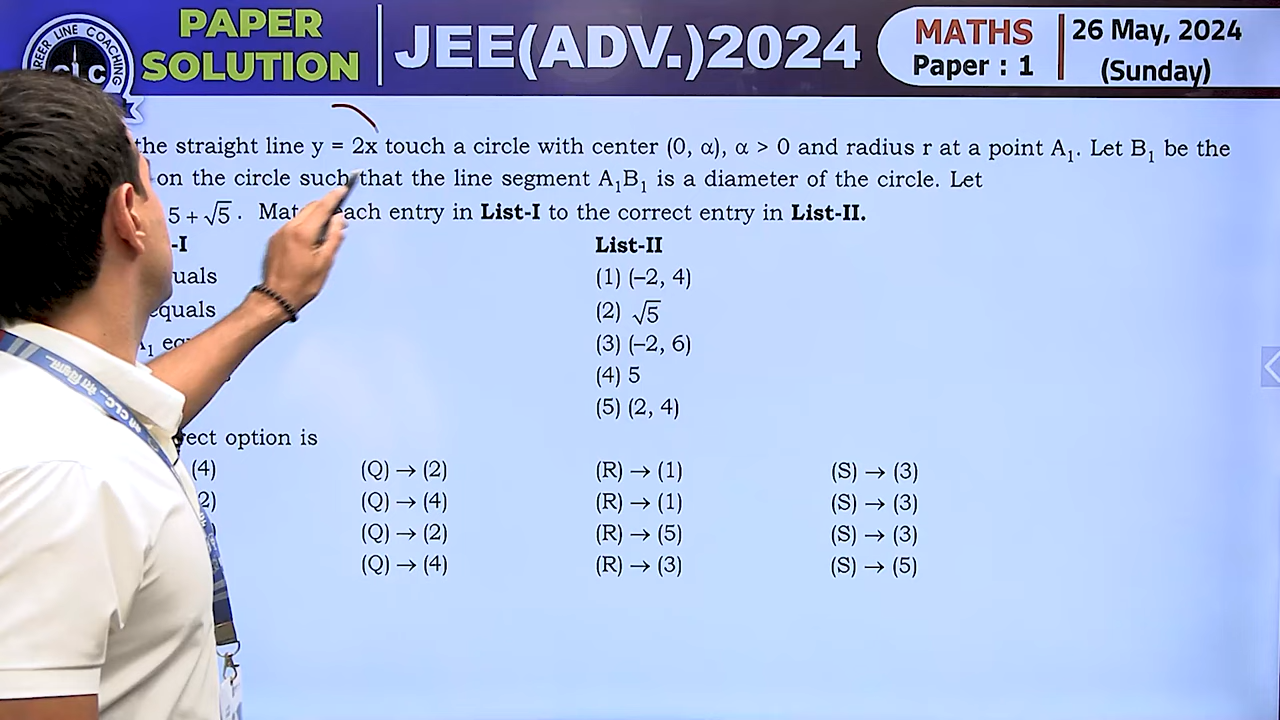 PAPER SOLUTION
JEE(ADV.)2024
MATHS
Paper : 1
26 May, 2024
(Sunday)
LINE COACHING
CLC
the straight line y = 2x touch a circle with center (0, α), α > 0 and radius r at a point A₁. Let B₁ be the
on the circle such that the line segment A₁B₁ is a diameter of the circle. Let
5 + √5 . each entry in List-I to the correct entry in List-II.
-I List-II
(1) (–2, 4)
equals (2) √5
(3) (–2, 6)
(4) 5
(5) (2, 4)
option is
(4) (Q) → (2) (R) → (1) (S) → (3)
2) (Q) → (4) (R) → (1) (S) → (3)
(Q) → (2) (R) → (5) (S) → (3)
(Q) → (4) (R) → (3) (S) → (5)